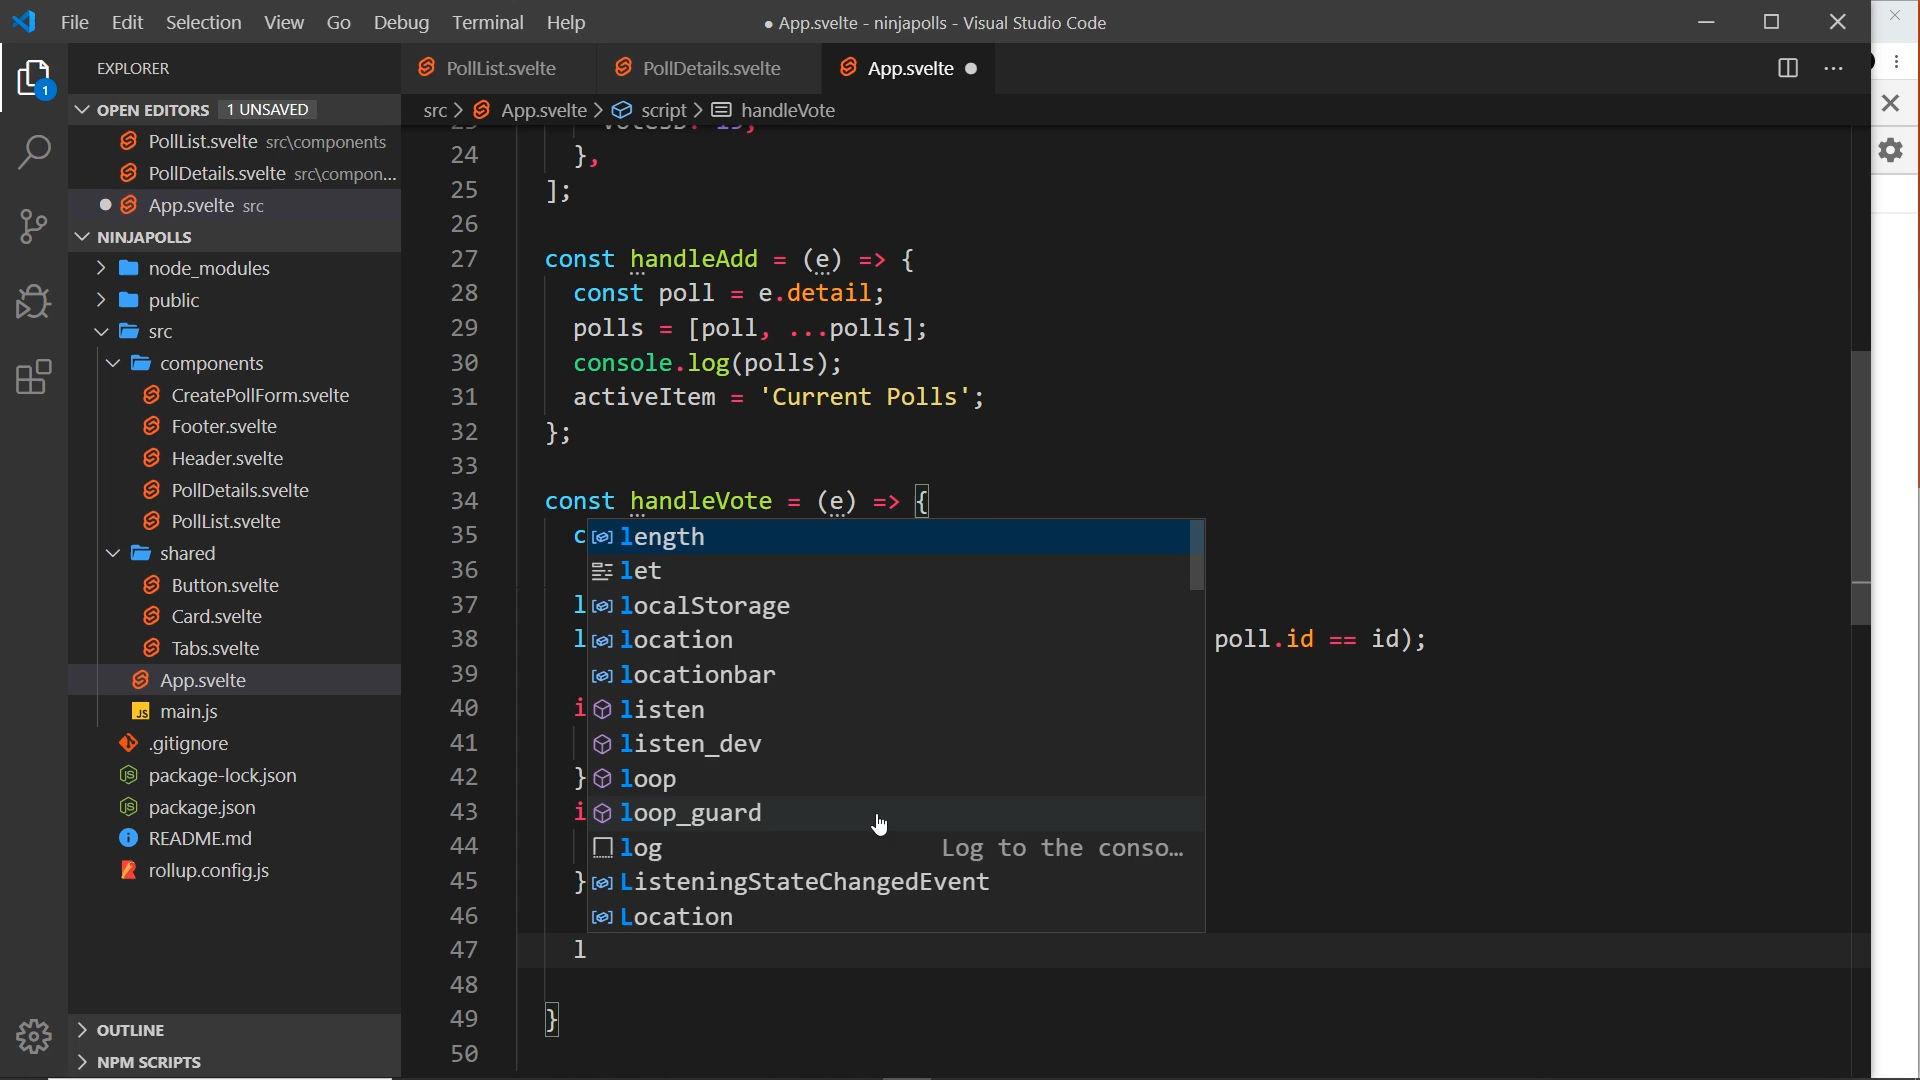 File Edit Selection View Go Debug Terminal Help
● App.svelte - ninjapolls - Visual Studio Code
EXPLORER
PollList.svelte PollDetails.svelte App.svelte
OPEN EDITORS 1 UNSAVED
src > App.svelte > script > handleVote
PollList.svelte src\components
PollDetails.svelte src\compon...
App.svelte src
NINJAPOLLS
node_modules
public
src
components
CreatePollForm.svelte
Footer.svelte
Header.svelte
PollDetails.svelte
PollList.svelte
shared
Button.svelte
Card.svelte
Tabs.svelte
App.svelte
JS main.js
.gitignore
package-lock.json
package.json
README.md
rollup.config.js
OUTLINE
NPM SCRIPTS
1
24 },
25 ];
26
27 const handleAdd = (e) => {
28 const poll = e.detail;
29 polls = [poll, ...polls];
30 console.log(polls);
31 activeItem = 'Current Polls';
32 };
33
34 const handleVote = (e) => {
35 c
36
37 l
38 l poll.id == id);
39
40 i
41
42 }
43 i
44
45 }
46
47 l
48
49 }
50
length
let
localStorage
location
locationbar
listen
listen_dev
loop
loop_guard
log Log to the conso...
ListeningStateChangedEvent
Location